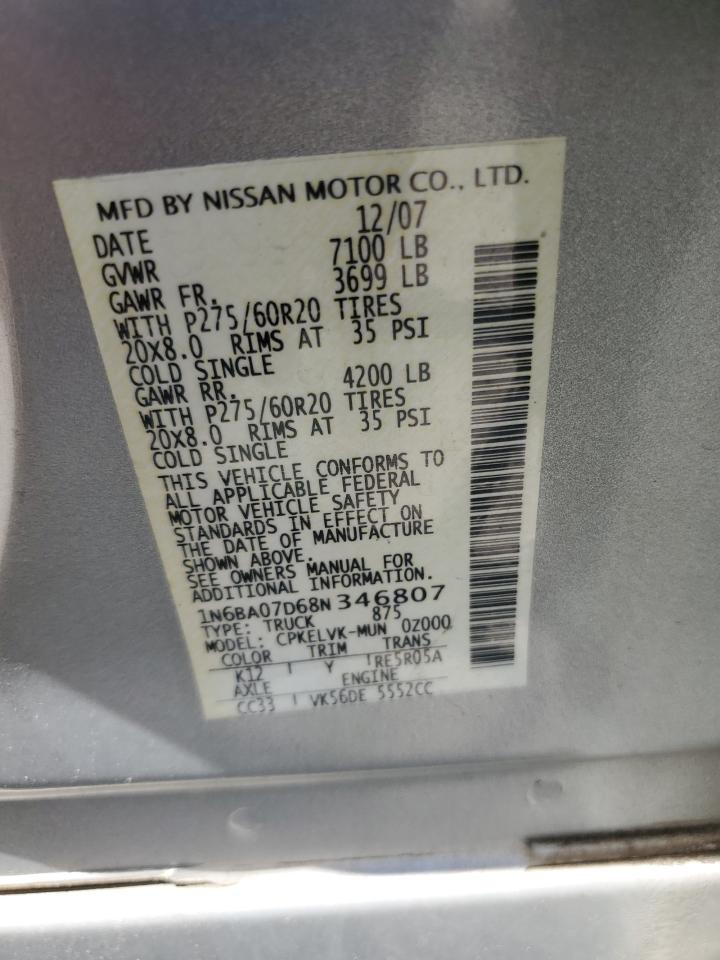 MFD BY NISSAN MOTOR CO., LTD.
DATE 12/07
GVWR 7100 LB
GAWR FR. 3699 LB
WITH P275/60R20 TIRES
20X8.0 RIMS AT 35 PSI
COLD SINGLE
GAWR RR. 4200 LB
WITH P275/60R20 TIRES
20X8.0 RIMS AT 35 PSI
COLD SINGLE
THIS VEHICLE CONFORMS TO
ALL APPLICABLE FEDERAL
MOTOR VEHICLE SAFETY
STANDARDS IN EFFECT ON
THE DATE OF MANUFACTURE
SHOWN ABOVE.
SEE OWNERS MANUAL FOR
ADDITIONAL INFORMATION.
1N6BA07D68N346807
TYPE: TRUCK 875
MODEL: CPKELVK-MUN 0Z000
COLOR TRIM TRANS
K12 Y RE5R05A
AXLE ENGINE
CC33 VK56DE 5552CC